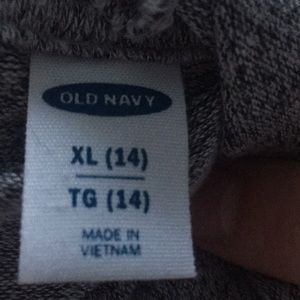 OLD NAVY
XL (14)
TG (14)
MADE IN
VIETNAM